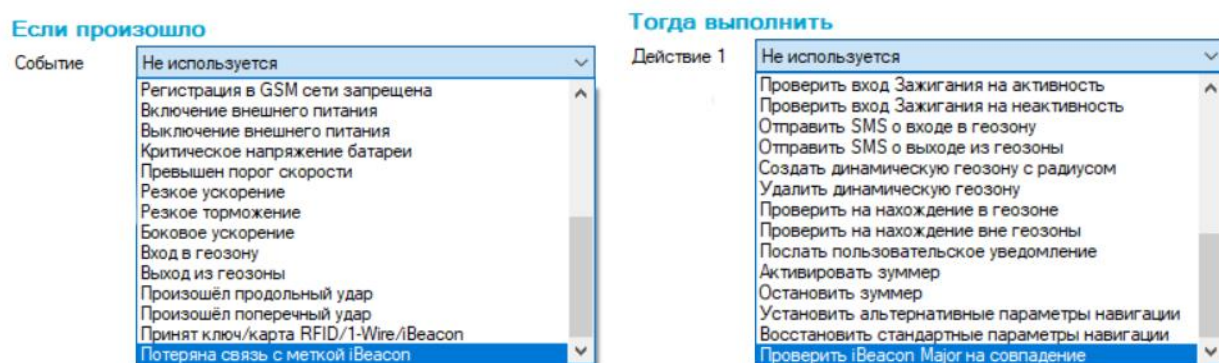 Если произошло
Событие
Не используется
Регистрация в GSM сети запрещена
Включение внешнего питания
Выключение внешнего питания
Критическое напряжение батареи
Превышен порог скорости
Резкое ускорение
Резкое торможение
Боковое ускорение
Вход в геозону
Выход из геозоны
Произошёл продольный удар
Произошёл поперечный удар
Принят ключ/карта RFID/1-Wire/iBeacon
Потеряна связь с меткой iBeacon
Тогда выполнить
Действие 1
Не используется
Проверить вход Зажигания на активность
Проверить вход Зажигания на неактивность
Отправить SMS о входе в геозону
Отправить SMS о выходе из геозоны
Создать динамическую геозону с радиусом
Удалить динамическую геозону
Проверить на нахождение в геозоне
Проверить на нахождение вне геозоны
Послать пользовательское уведомление
Активировать зуммер
Остановить зуммер
Установить альтернативные параметры навигации
Восстановить стандартные параметры навигации
Проверить iBeacon Major на совпадение